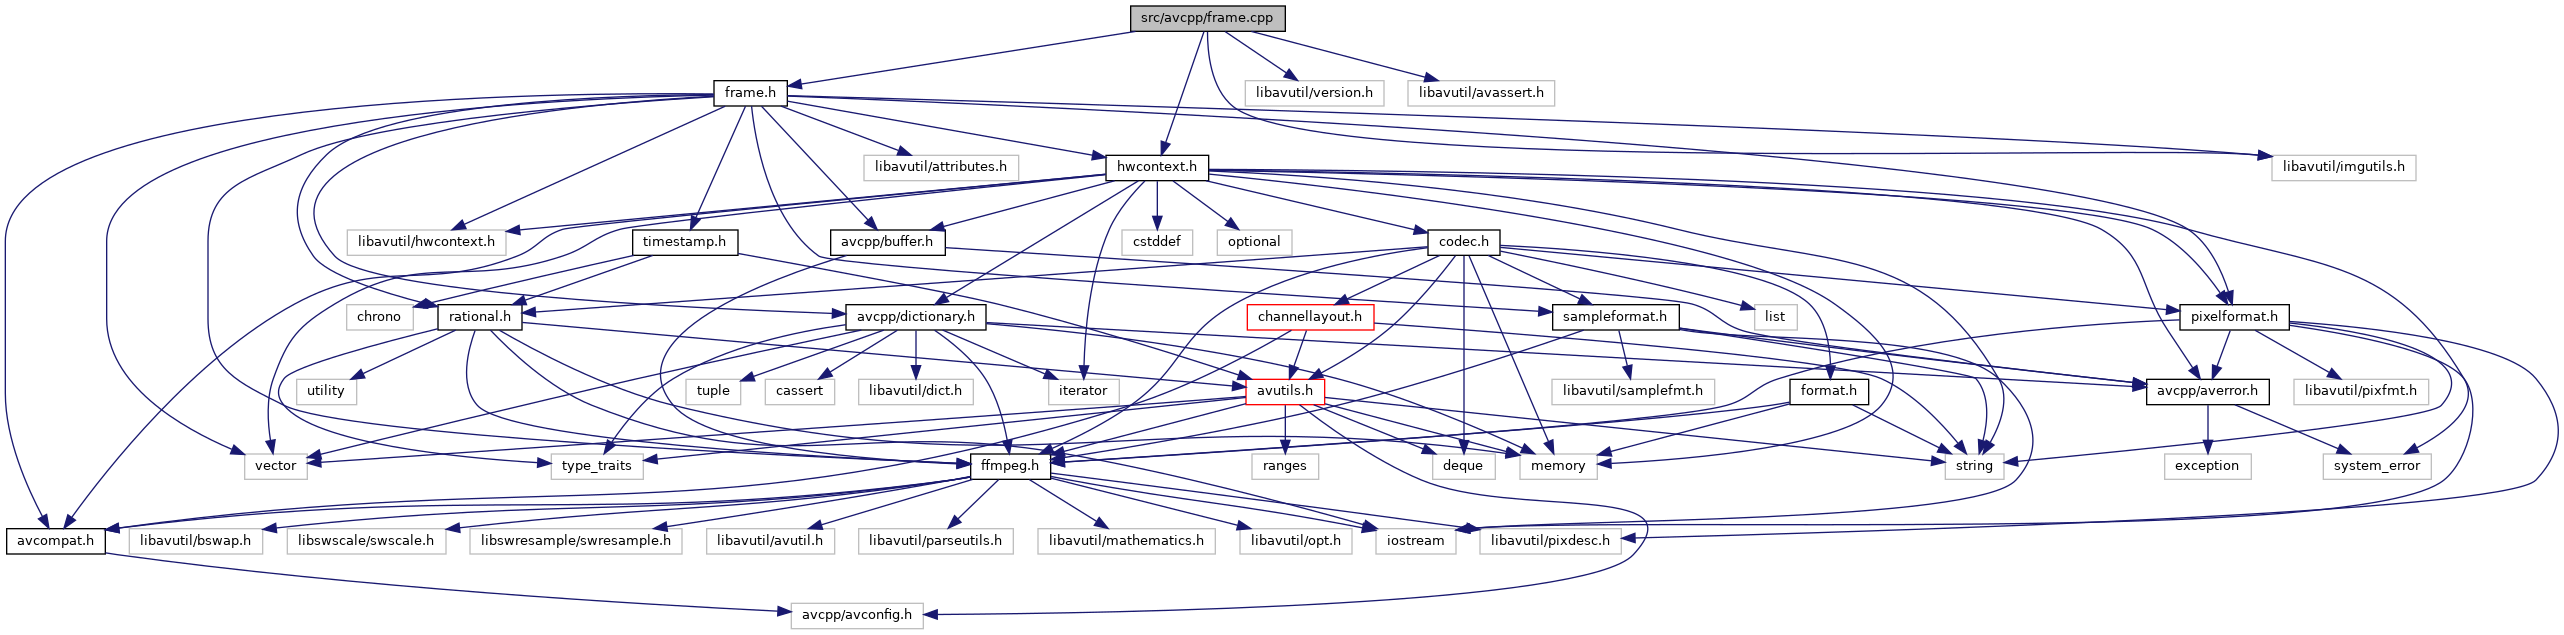 src/avcpp/frame.cpp
frame.h
libavutil/version.h
libavutil/avassert.h
libavutil/attributes.h
hwcontext.h
libavutil/imgutils.h
libavutil/hwcontext.h
timestamp.h
avcpp/buffer.h
cstddef
optional
codec.h
chrono
rational.h
avcpp/dictionary.h
channellayout.h
sampleformat.h
list
pixelformat.h
utility
tuple
cassert
libavutil/dict.h
iterator
avutils.h
libavutil/samplefmt.h
format.h
avcpp/averror.h
libavutil/pixfmt.h
vector
type_traits
ffmpeg.h
ranges
deque
memory
string
exception
system_error
avcompat.h
libavutil/bswap.h
libswscale/swscale.h
libswresample/swresample.h
libavutil/avutil.h
libavutil/parseutils.h
libavutil/mathematics.h
libavutil/opt.h
iostream
libavutil/pixdesc.h
avcpp/avconfig.h